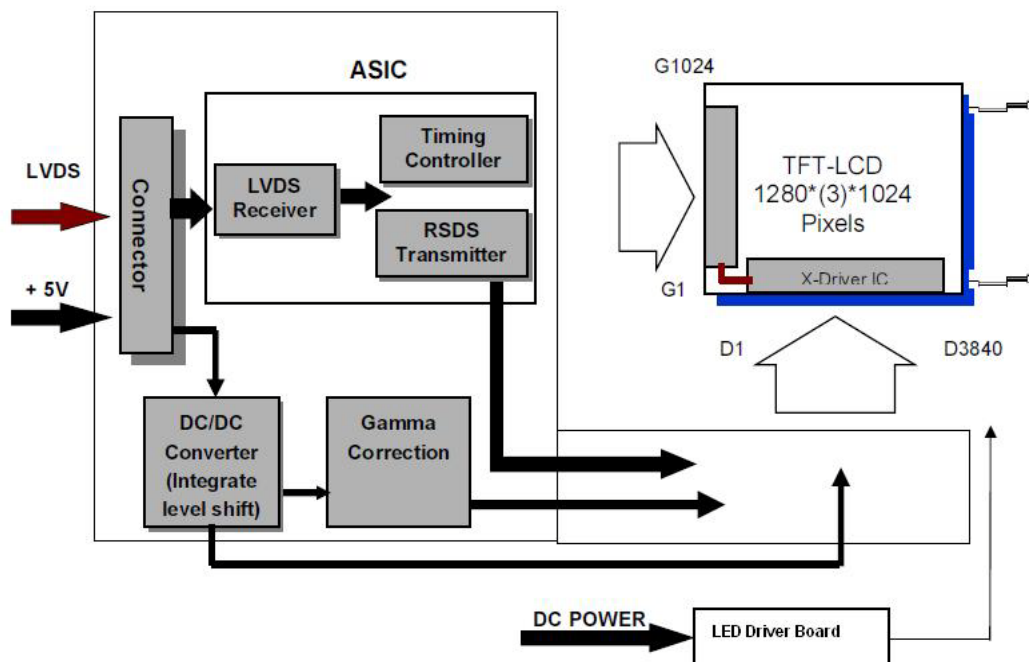 ASIC
LVDS
+ 5V
Connector
LVDS
Receiver
Timing
Controller
RSDS
Transmitter
DC/DC
Converter
(Integrate
level shift)
Gamma
Correction
G1024
G1
TFT-LCD
1280*(3)*1024
Pixels
X-Driver IC
D1
D3840
DC POWER
LED Driver Board